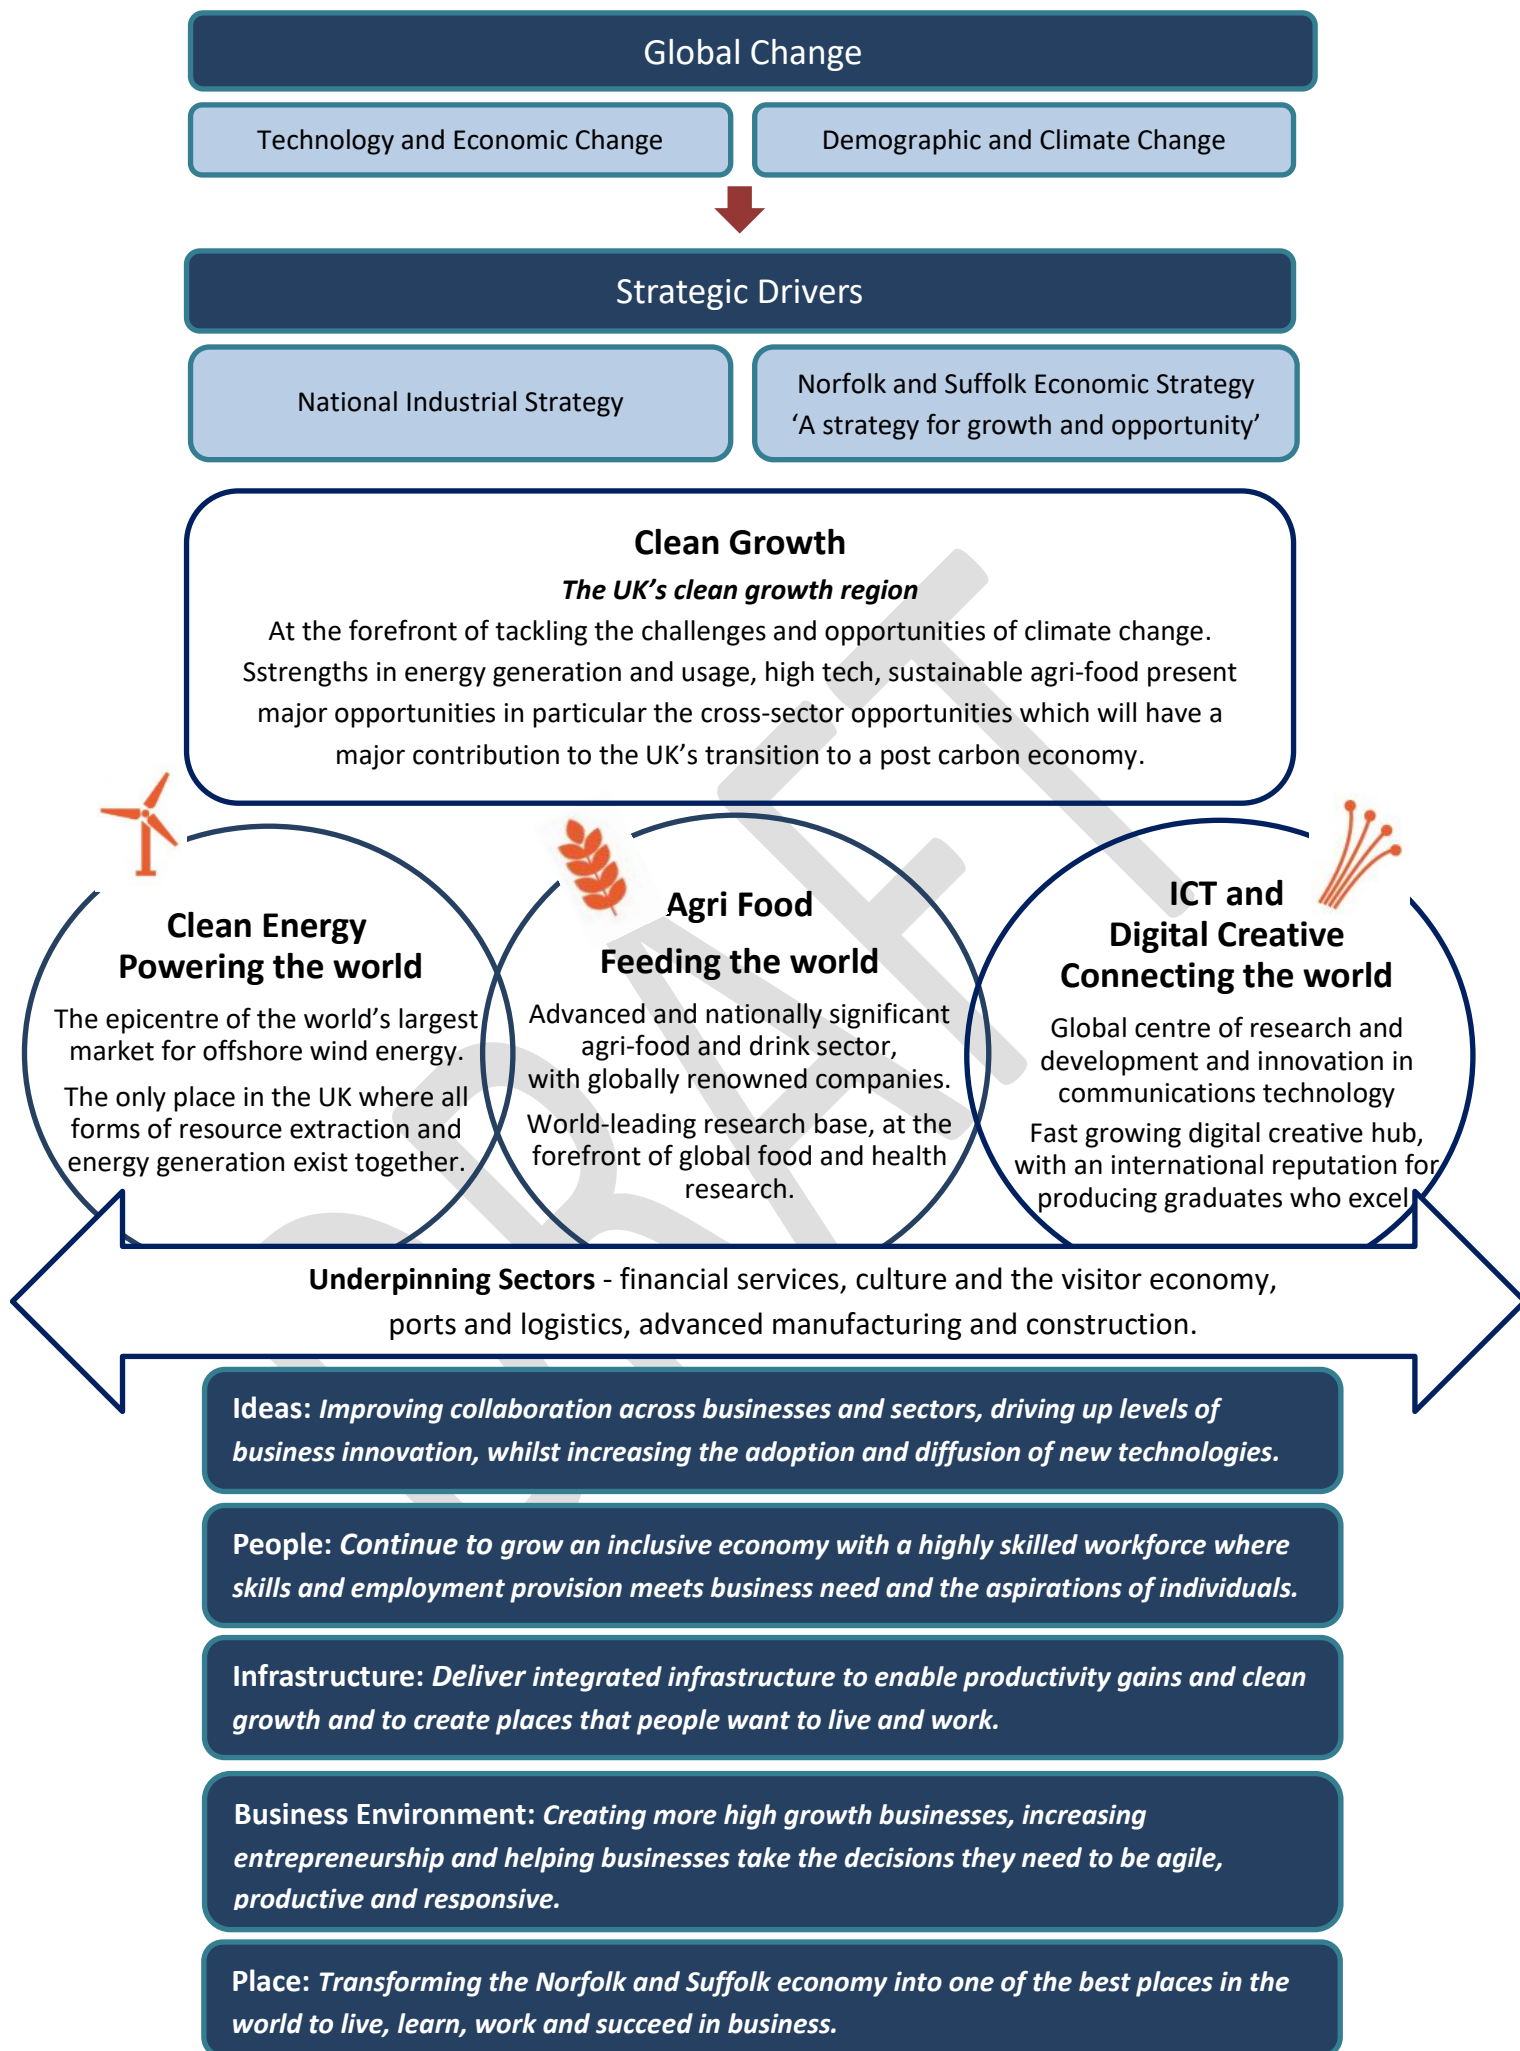 Global Change
Technology and Economic Change
Demographic and Climate Change
Strategic Drivers
National Industrial Strategy
Norfolk and Suffolk Economic Strategy
‘A strategy for growth and opportunity’
Clean Growth
The UK’s clean growth region
At the forefront of tackling the challenges and opportunities of climate change.
Sstrengths in energy generation and usage, high tech, sustainable agri-food present
major opportunities in particular the cross-sector opportunities which will have a
major contribution to the UK’s transition to a post carbon economy.
Clean Energy
Powering the world
The epicentre of the world’s largest
market for offshore wind energy.
The only place in the UK where all
forms of resource extraction and
energy generation exist together.
Agri Food
Feeding the world
Advanced and nationally significant
agri-food and drink sector,
with globally renowned companies.
World-leading research base, at the
forefront of global food and health
research.
ICT and
Digital Creative
Connecting the world
Global centre of research and
development and innovation in
communications technology
Fast growing digital creative hub,
with an international reputation for
producing graduates who excel
Underpinning Sectors - financial services, culture and the visitor economy,
ports and logistics, advanced manufacturing and construction.
Ideas: Improving collaboration across businesses and sectors, driving up levels of
business innovation, whilst increasing the adoption and diffusion of new technologies.
People: Continue to grow an inclusive economy with a highly skilled workforce where
skills and employment provision meets business need and the aspirations of individuals.
Infrastructure: Deliver integrated infrastructure to enable productivity gains and clean
growth and to create places that people want to live and work.
Business Environment: Creating more high growth businesses, increasing
entrepreneurship and helping businesses take the decisions they need to be agile,
productive and responsive.
Place: Transforming the Norfolk and Suffolk economy into one of the best places in the
world to live, learn, work and succeed in business.
DRAFT